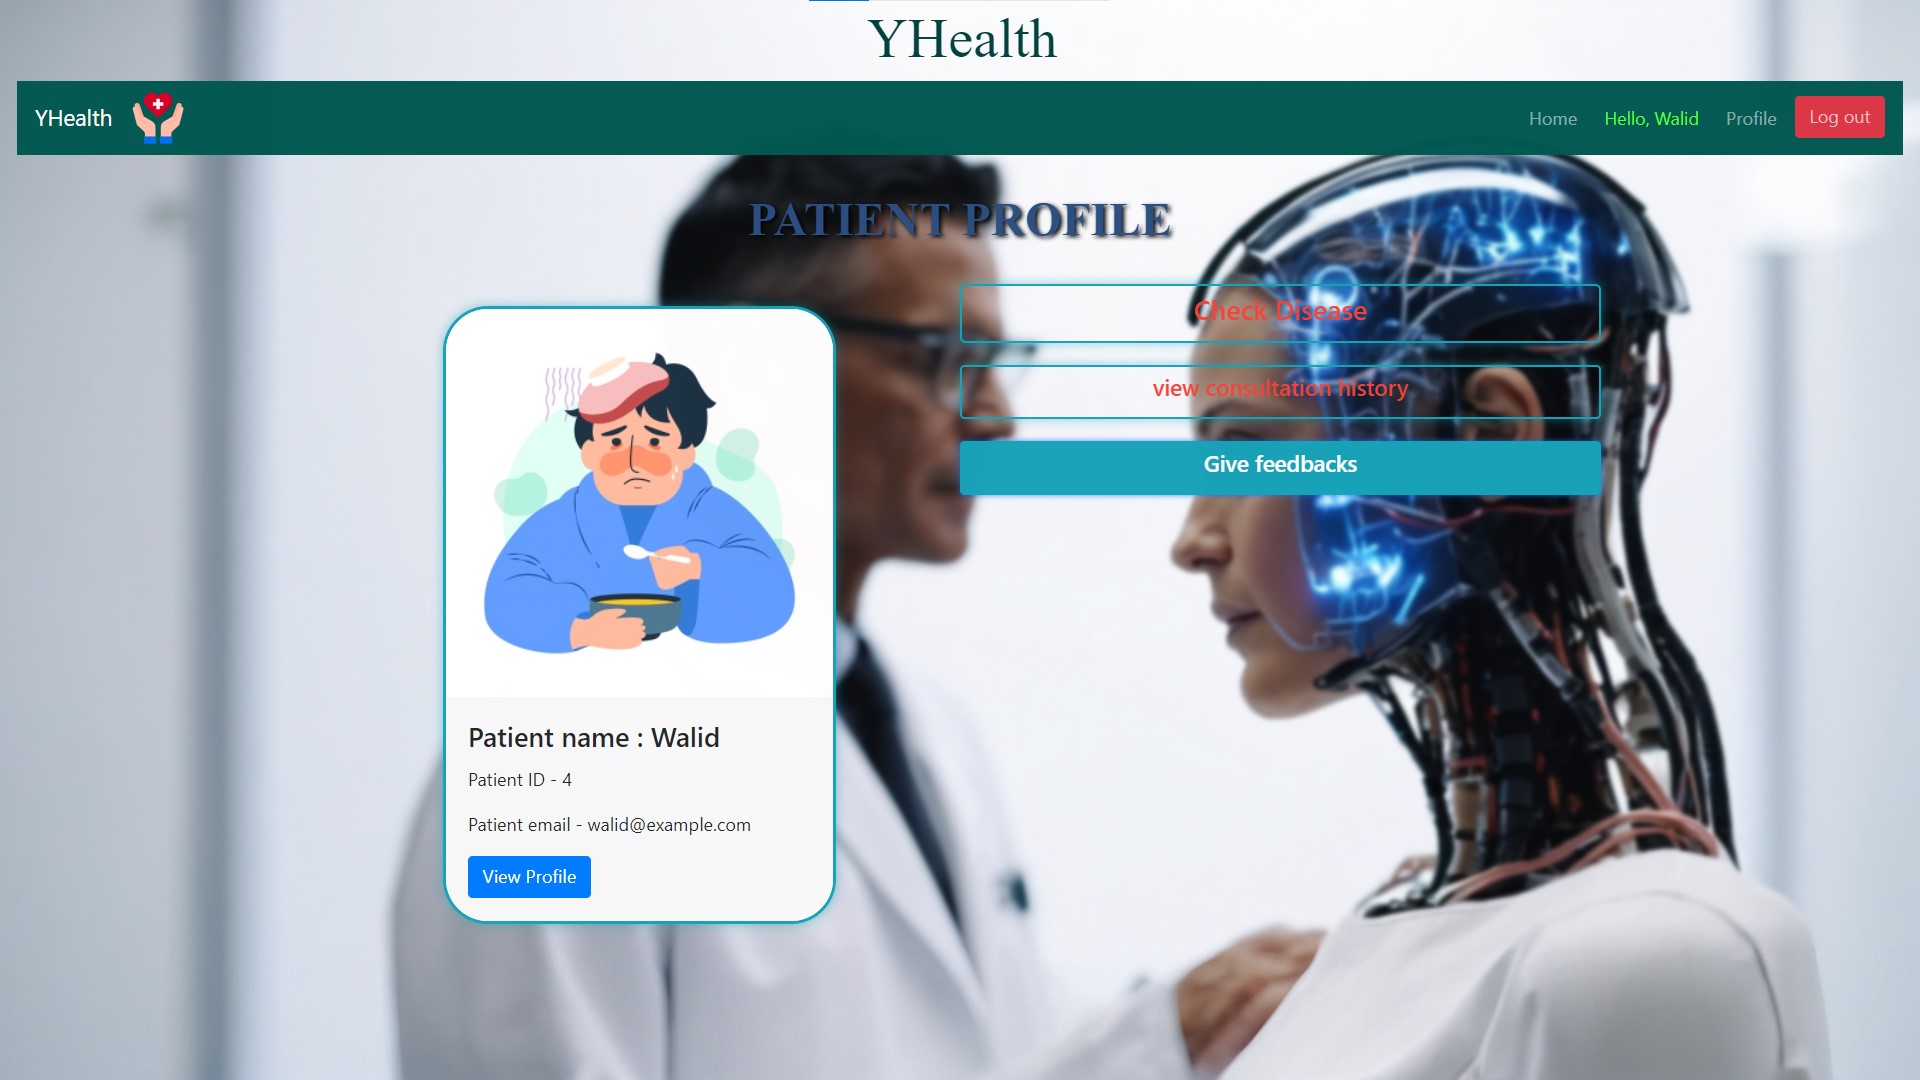 YHealth
YHealth
Home Hello, Walid Profile Log out
PATIENT PROFILE
Check Disease
view consultation history
Give feedbacks
Patient name : Walid
Patient ID - 4
Patient email - walid@example.com
View Profile